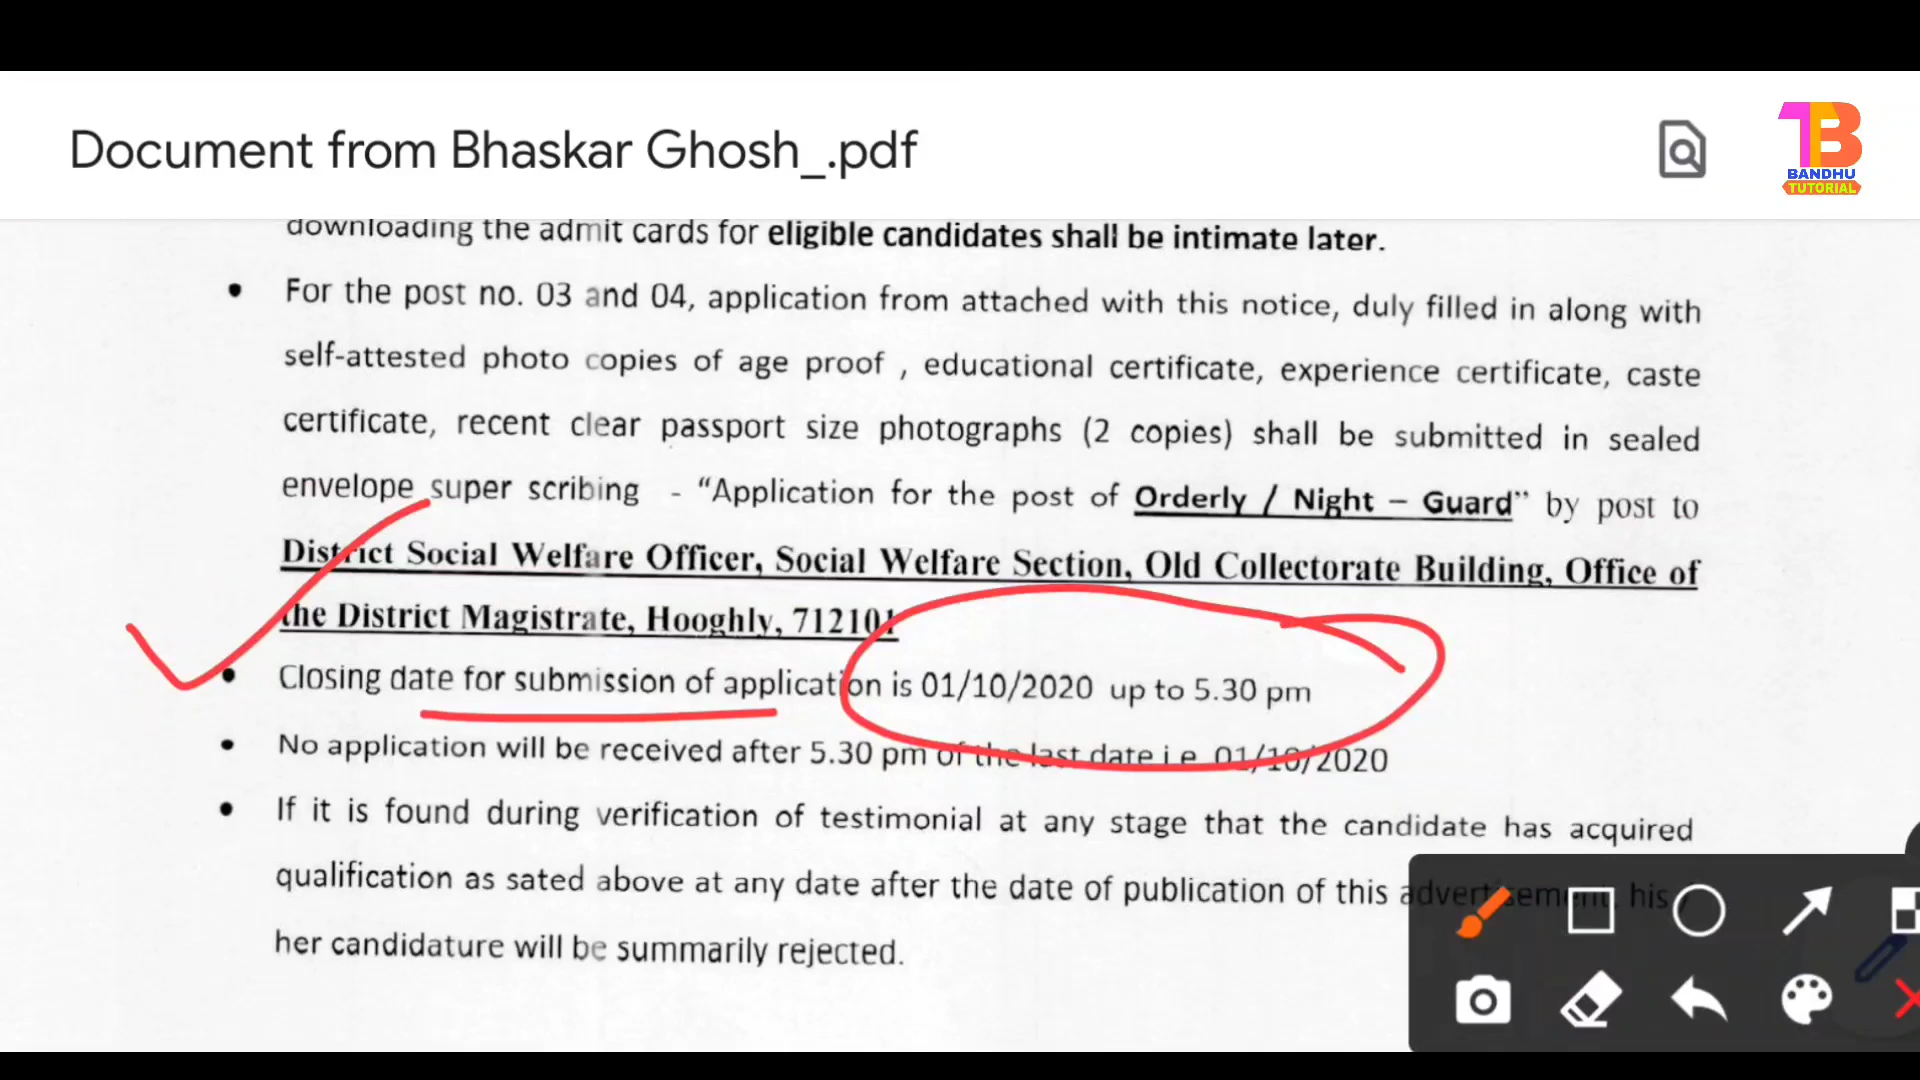 Document from Bhaskar Ghosh_.pdf
TB
BANDHU
TUTORIAL
downloading the admit cards for eligible candidates shall be intimate later.
• For the post no. 03 and 04, application from attached with this notice, duly filled in along with
self-attested photo copies of age proof , educational certificate, experience certificate, caste
certificate, recent clear passport size photographs (2 copies) shall be submitted in sealed
envelope super scribing - “Application for the post of Orderly / Night – Guard” by post to
District Social Welfare Officer, Social Welfare Section, Old Collectorate Building, Office of
the District Magistrate, Hooghly, 712101
• Closing date for submission of application is 01/10/2020 up to 5.30 pm
• No application will be received after 5.30 pm of the last date i.e 01/10/2020
• If it is found during verification of testimonial at any stage that the candidate has acquired
qualification as sated above at any date after the date of publication of this advertisement, his /
her candidature will be summarily rejected.